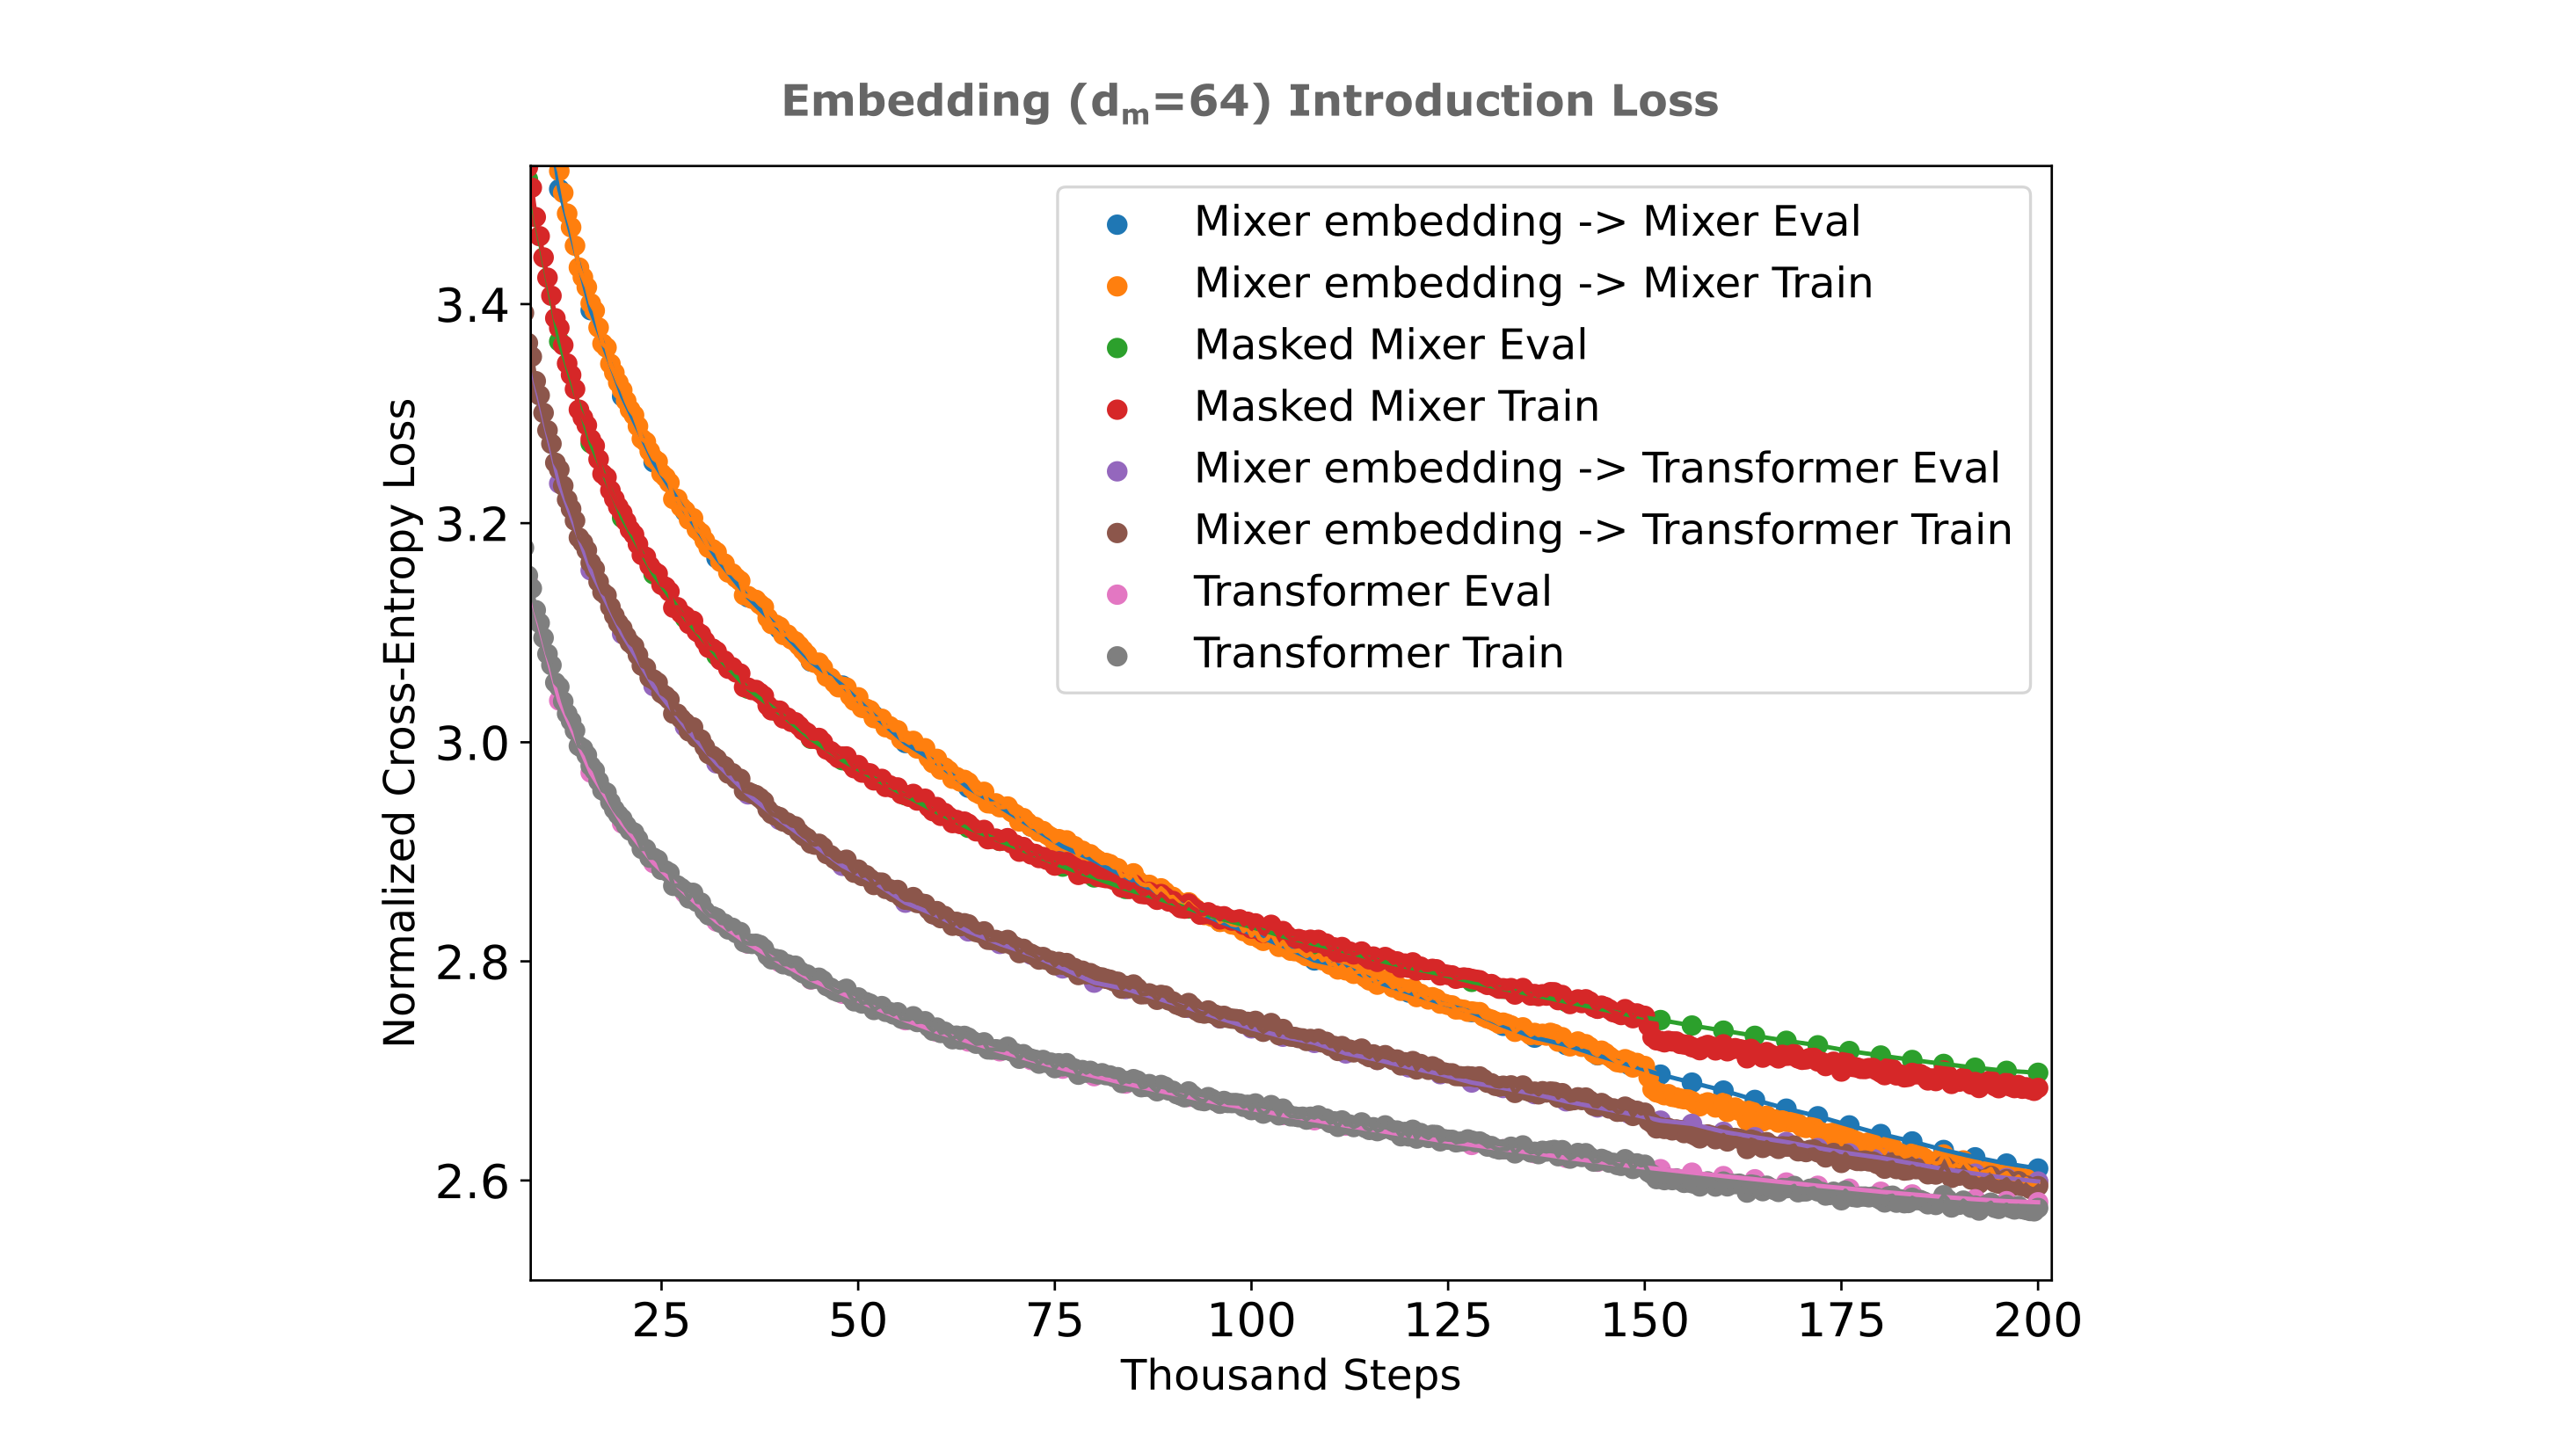 Embedding (dm=64) Introduction Loss
Mixer embedding -> Mixer Eval
Mixer embedding -> Mixer Train
Masked Mixer Eval
Masked Mixer Train
Mixer embedding -> Transformer Eval
Mixer embedding -> Transformer Train
Transformer Eval
Transformer Train
Normalized Cross-Entropy Loss
3.4
3.2
3.0
2.8
2.6
25 50 75 100 125 150 175 200
Thousand Steps